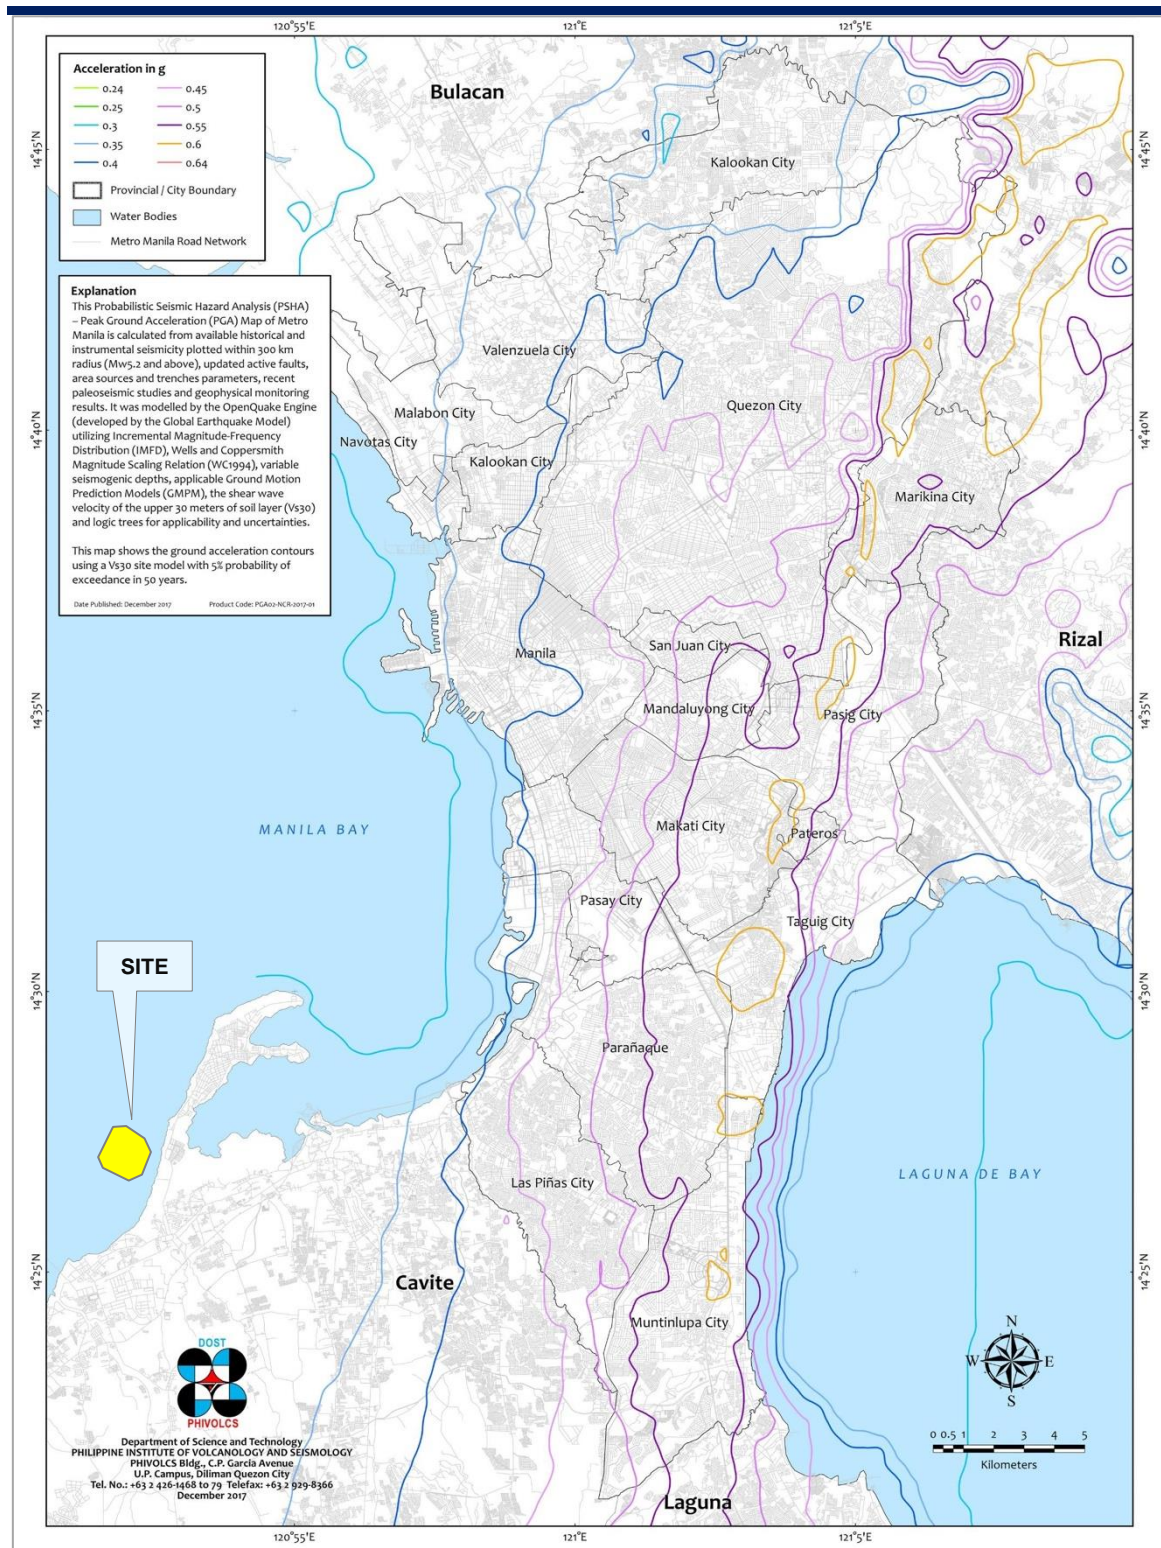 120°55'E
121°E
121°5'E
Acceleration in g
0.24
0.25
0.3
0.35
0.4
0.45
0.5
0.55
0.6
0.64
Provincial / City Boundary
Water Bodies
Metro Manila Road Network
Explanation
This Probabilistic Seismic Hazard Analysis (PSHA)
– Peak Ground Acceleration (PGA) Map of Metro
Manila is calculated from available historical and
instrumental seismicity plotted within 300 km
radius (Mw5.2 and above), updated active faults,
area sources and trenches parameters, recent
paleoseismic studies and geophysical monitoring
results. It was modelled by the OpenQuake Engine
(developed by the Global Earthquake Model)
utilizing Incremental Magnitude-Frequency
Distribution (IMFD), Wells and Coppersmith
Magnitude Scaling Relation (WC1994), variable
seismogenic depths, applicable Ground Motion
Prediction Models (GMPM), the shear wave
velocity of the upper 30 meters of soil layer (Vs30)
and logic trees for applicability and uncertainties.
This map shows the ground acceleration contours
using a Vs30 site model with 5% probability of
exceedance in 50 years.
Date Published: December 2017 Product Code: PGA02-NCR-2017-01
Bulacan
Kalookan City
Valenzuela City
Malabon City
Quezon City
Navotas City
Kalookan City
Marikina City
San Juan City
Manila
Rizal
Mandaluyong City
Pasig City
MANILA BAY
Makati City
Pateros
Pasay City
Taguig City
SITE
Parañaque
LAGUNA DE BAY
Las Piñas City
Cavite
Muntinlupa City
Laguna
14°45'N
14°40'N
14°35'N
14°30'N
14°25'N
14°45'N
14°40'N
14°35'N
14°30'N
14°25'N
DOST
PHIVOLCS
Department of Science and Technology
PHILIPPINE INSTITUTE OF VOLCANOLOGY AND SEISMOLOGY
PHIVOLCS Bldg., C.P. Garcia Avenue
U.P. Campus, Diliman Quezon City
Tel. No.: +63 2 426-1468 to 79 Telefax: +63 2 929-8366
December 2017
N
W E
S
0 0.5 1 2 3 4 5
Kilometers
120°55'E
121°E
121°5'E